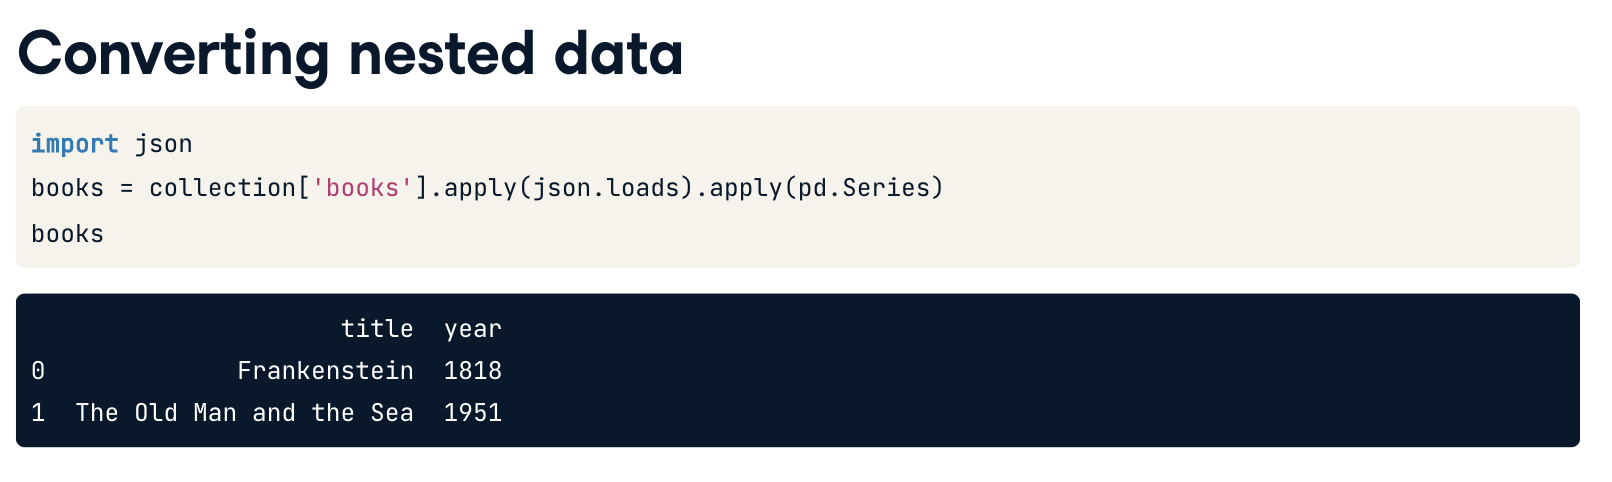 Converting nested data
import json
books = collection['books'].apply(json.loads).apply(pd.Series)
books
title  year
0             Frankenstein  1818
1  The Old Man and the Sea  1951